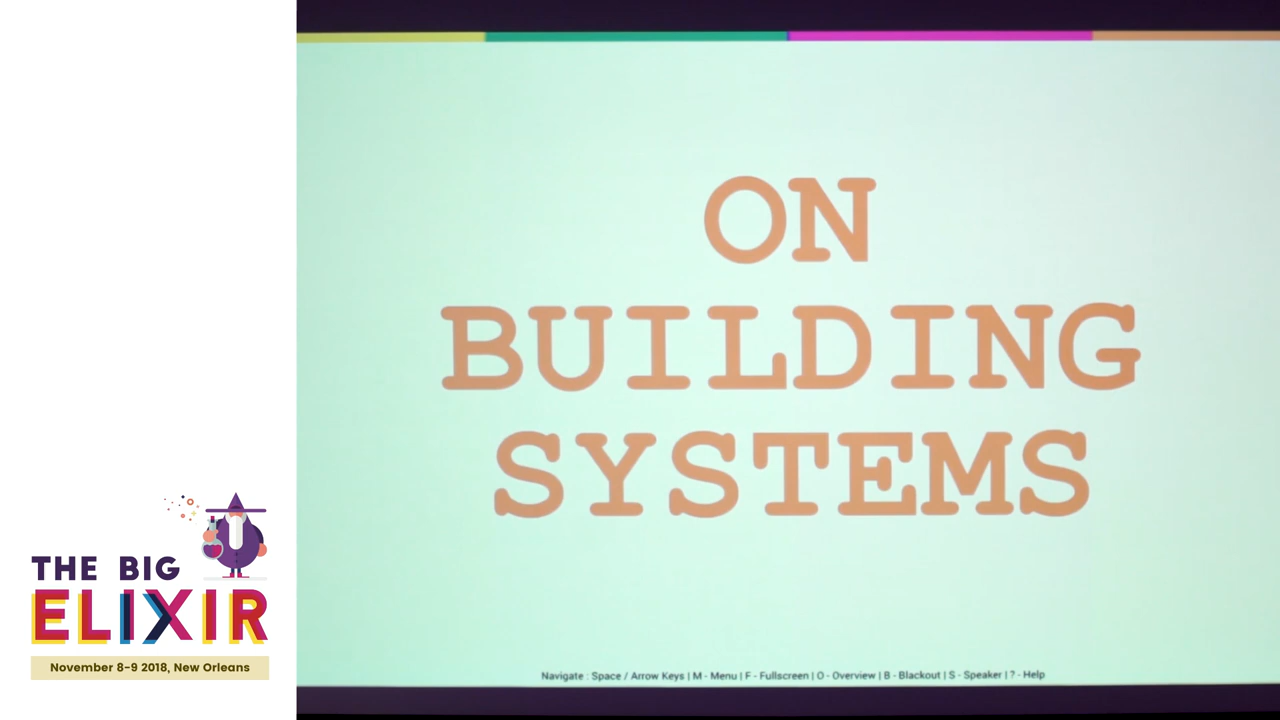 ON
BUILDING
SYSTEMS
Navigate : Space / Arrow Keys | M - Menu | F - Fullscreen | O - Overview | B - Blackout | S - Speaker | ? - Help
THE BIG
ELIXIR
November 8-9 2018, New Orleans